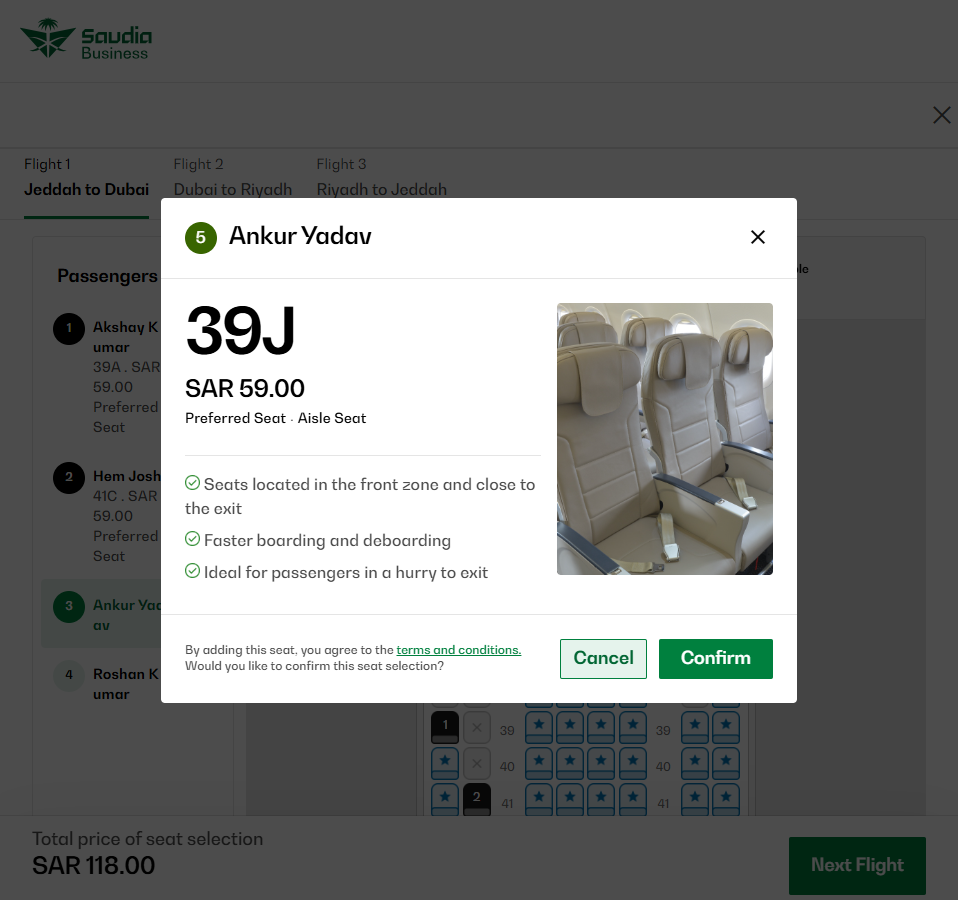 Saudia
Business
Flight 1
Flight 2
Flight 3
Jeddah to Dubai
Dubai to Riyadh
Riyadh to Jeddah
5
Ankur Yadav
Passengers
1
Akshay K
umar
39A . SAR
59.00
Preferred
Seat
2
Hem Josh
41C . SAR
59.00
Preferred
Seat
3
Ankur Yad
av
4
Roshan K
umar
39J
SAR 59.00
Preferred Seat · Aisle Seat
Seats located in the front zone and close to
the exit
Faster boarding and deboarding
Ideal for passengers in a hurry to exit
By adding this seat, you agree to the terms and conditions.
Would you like to confirm this seat selection?
Cancel
Confirm
1
39
39
40
40
2
41
41
Total price of seat selection
SAR 118.00
Next Flight